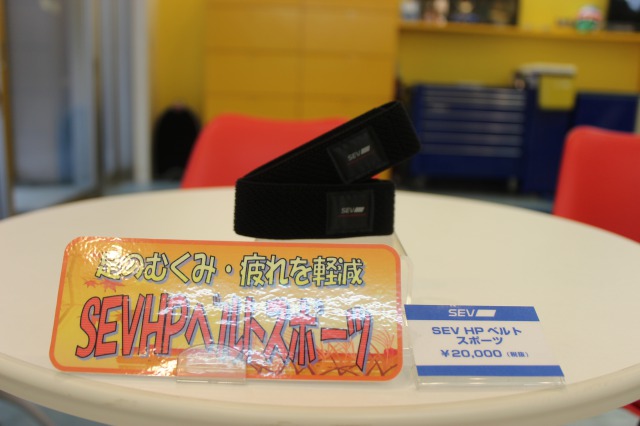 SEV
SEV
足のむくみ・疲れを軽減
SEVHPベルトスポーツ
SEV
SEV HP ベルト
スポーツ
¥20,000 (税抜)